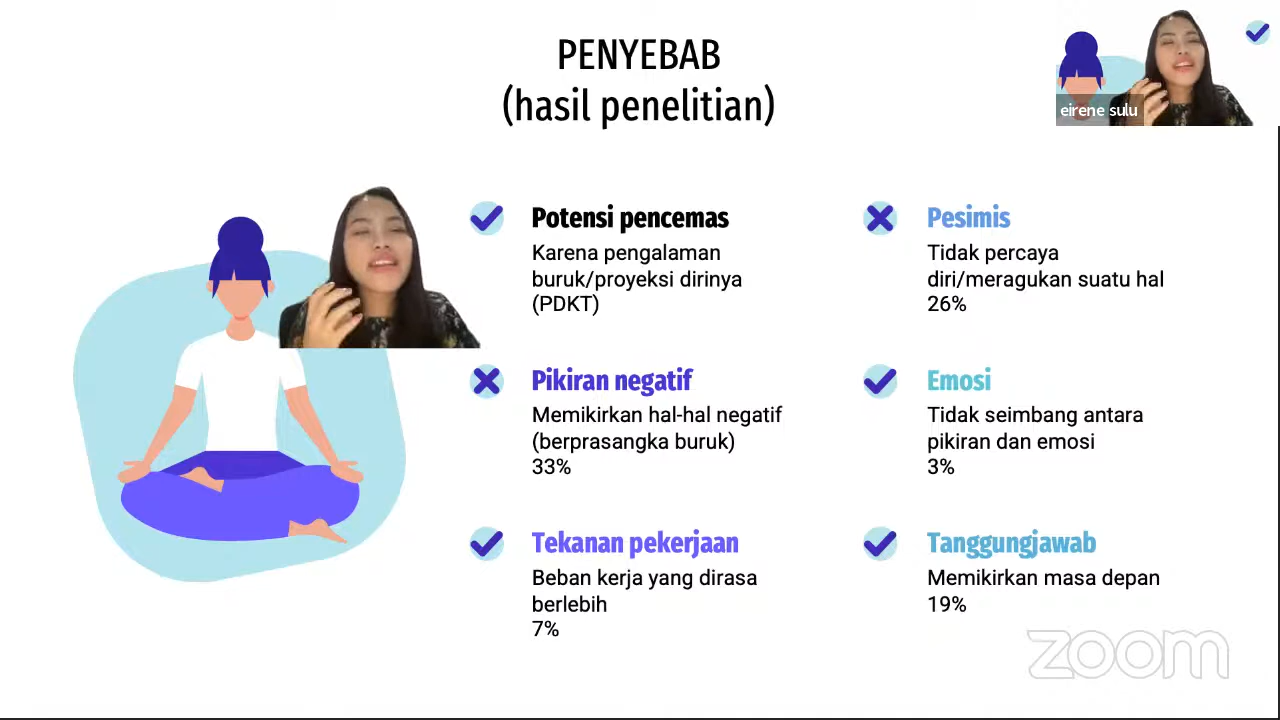 PENYEBAB
(hasil penelitian)
eirene sulu
Potensi pencemas
Karena pengalaman
buruk/proyeksi dirinya
(PDKT)
Pesimis
Tidak percaya
diri/meragukan suatu hal
26%
Pikiran negatif
Memikirkan hal-hal negatif
(berprasangka buruk)
33%
Emosi
Tidak seimbang antara
pikiran dan emosi
3%
Tekanan pekerjaan
Beban kerja yang dirasa
berlebih
7%
Tanggungjawab
Memikirkan masa depan
19%
zoom